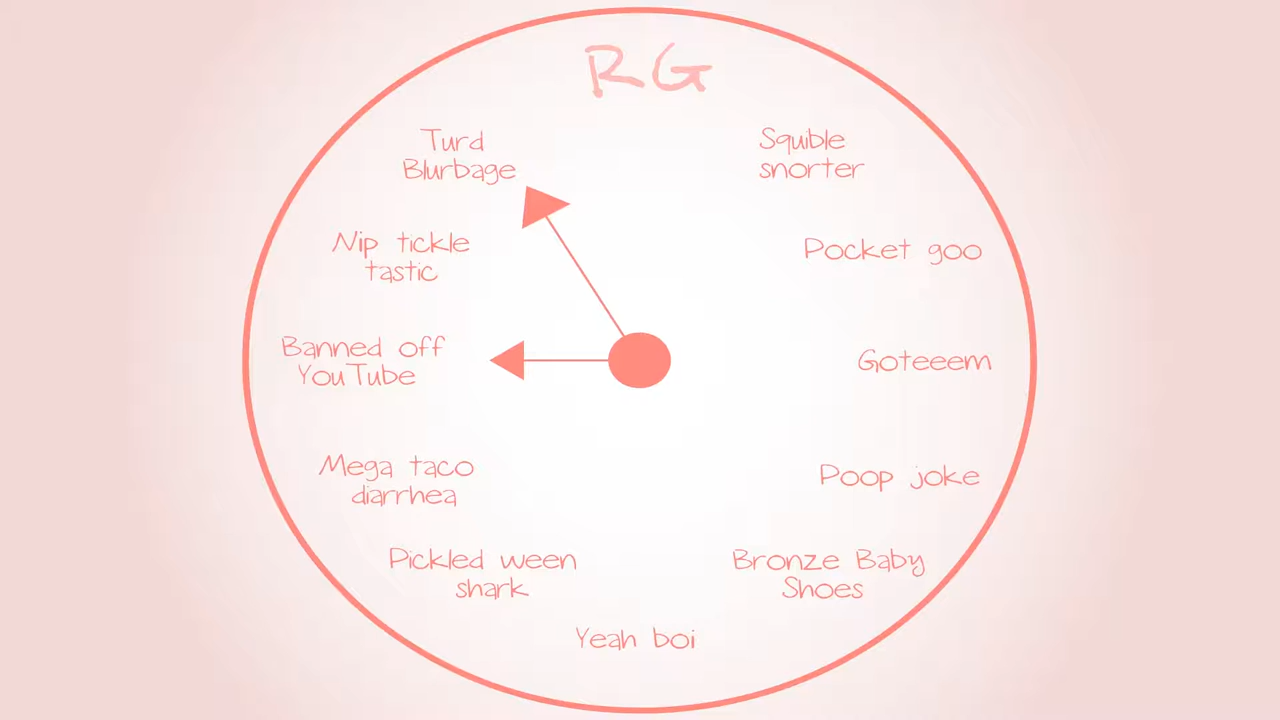 RG
Turd
Blurbage
Squible
snorter
Nip tickle
tastic
Pocket goo
Banned off
YouTube
Goteeem
Mega taco
diarrhea
Poop joke
Pickled ween
shark
Bronze Baby
Shoes
Yeah boi